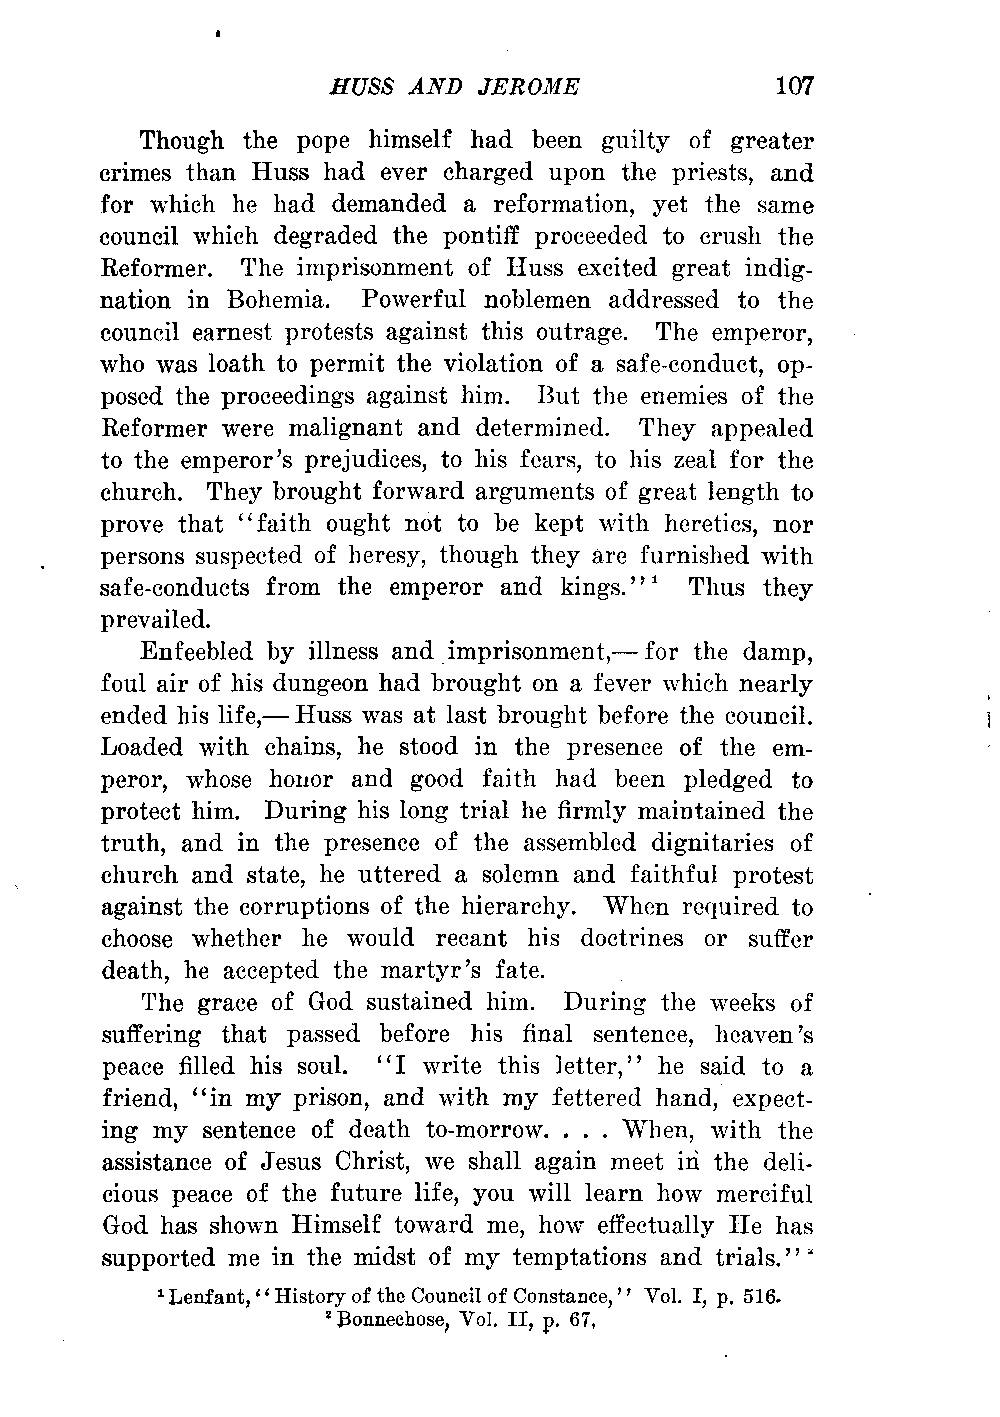 HUSS AND JEROME 107
Though the pope himself had been guilty of greater
crimes than Huss had ever charged upon the priests, and
for which he had demanded a reformation, yet the same
council which degraded the pontiff proceeded to crush the
Reformer. The imprisonment of Huss excited great indig-
nation in Bohemia. Powerful noblemen addressed to the
council earnest protests against this outrage. The emperor,
who was loath to permit the violation of a safe-conduct, op-
posed the proceedings against him. But the enemies of the
Reformer were malignant and determined. They appealed
to the emperor's prejudices, to his fears, to his zeal for the
church. They brought forward arguments of great length to
prove that "faith ought not to be kept with heretics, nor
persons suspected of heresy, though they are furnished with
safe-conducts from the emperor and kings."¹ Thus they
prevailed.
Enfeebled by illness and imprisonment,— for the damp,
foul air of his dungeon had brought on a fever which nearly
ended his life,— Huss was at last brought before the council.
Loaded with chains, he stood in the presence of the em-
peror, whose honor and good faith had been pledged to
protect him. During his long trial he firmly maintained the
truth, and in the presence of the assembled dignitaries of
church and state, he uttered a solemn and faithful protest
against the corruptions of the hierarchy. When required to
choose whether he would recant his doctrines or suffer
death, he accepted the martyr's fate.
The grace of God sustained him. During the weeks of
suffering that passed before his final sentence, heaven's
peace filled his soul. "I write this letter," he said to a
friend, "in my prison, and with my fettered hand, expect-
ing my sentence of death to-morrow. . . . When, with the
assistance of Jesus Christ, we shall again meet in the deli-
cious peace of the future life, you will learn how merciful
God has shown Himself toward me, how effectually He has
supported me in the midst of my temptations and trials."²
¹ Lenfant, "History of the Council of Constance," Vol. I, p. 516.
² Bonnechose, Vol. II, p. 67.